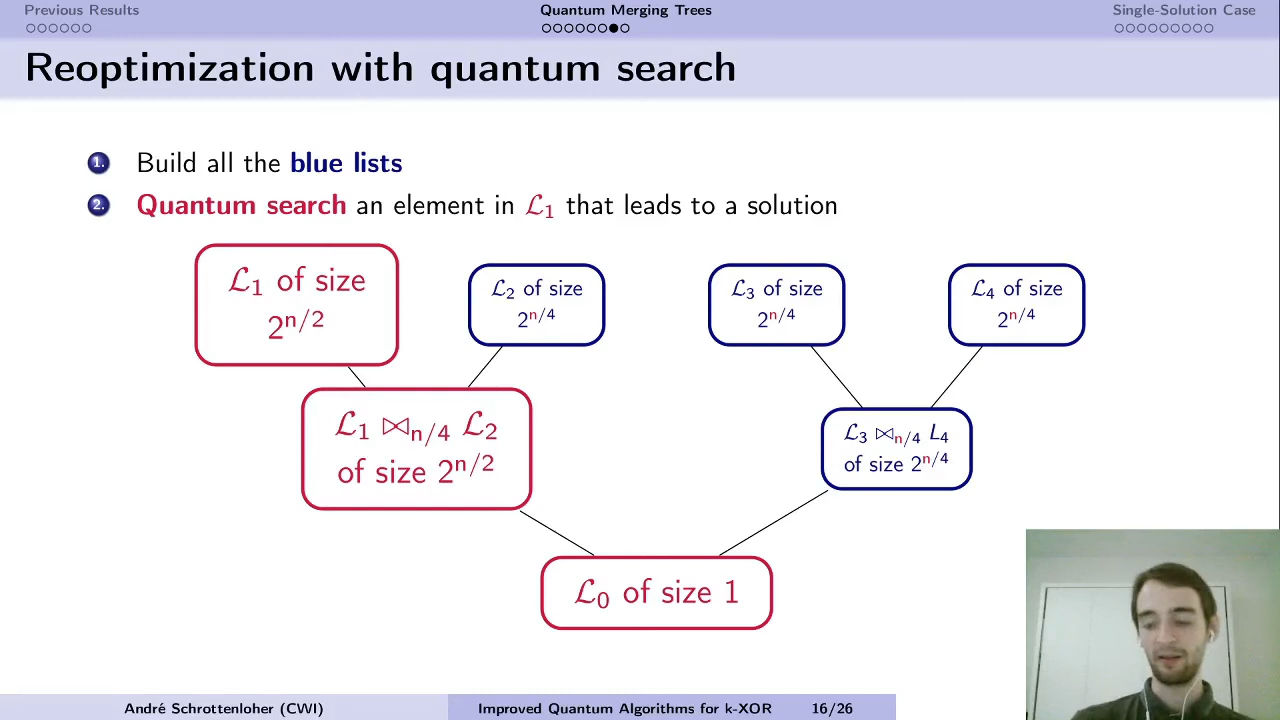 Previous Results
Quantum Merging Trees
Single-Solution Case
Reoptimization with quantum search
1. Build all the blue lists
2. Quantum search an element in ℒ₁ that leads to a solution
ℒ₁ of size
2^{n/2}
ℒ₂ of size
2^{n/4}
ℒ₃ of size
2^{n/4}
ℒ₄ of size
2^{n/4}
ℒ₁ ⋈_{n/4} ℒ₂
of size 2^{n/2}
ℒ₃ ⋈_{n/4} L₄
of size 2^{n/4}
ℒ₀ of size 1
André Schrottenloher (CWI)
Improved Quantum Algorithms for k-XOR
16/26